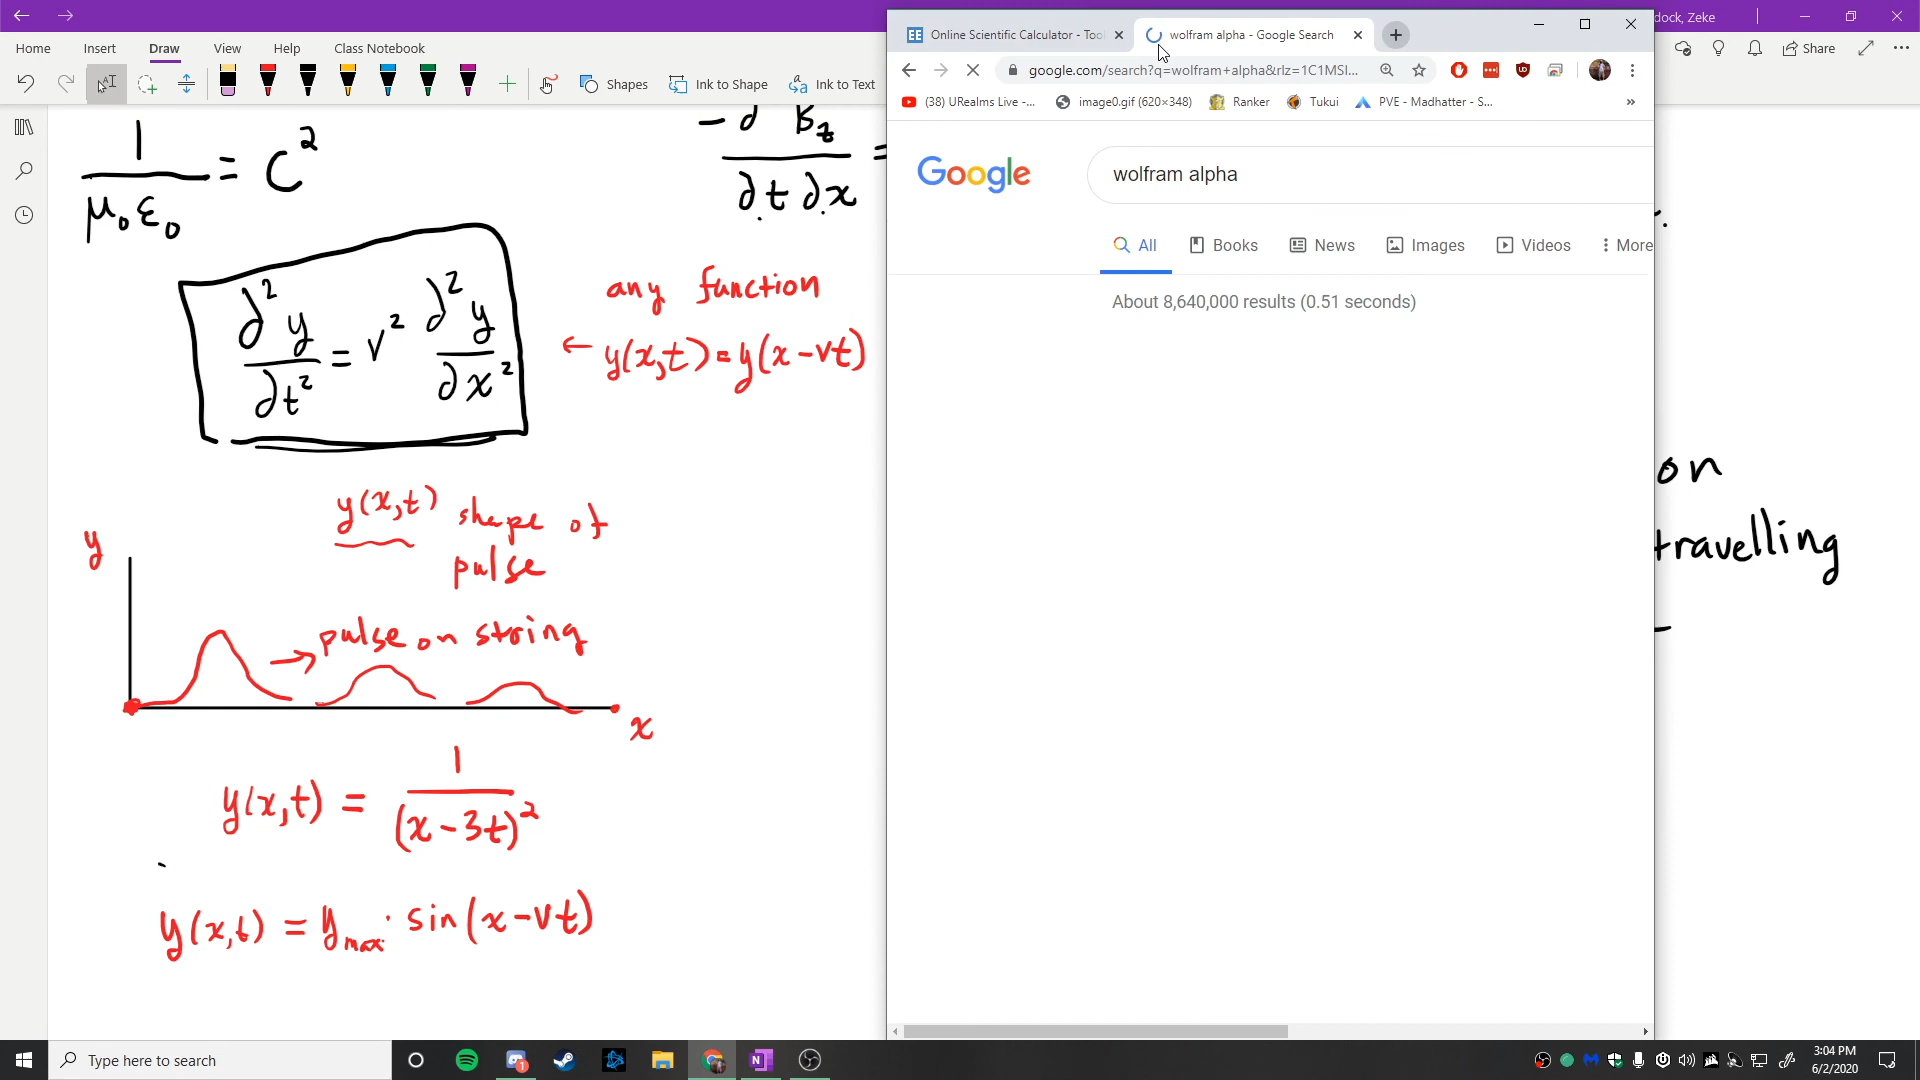 dock, Zeke
Home Insert Draw View Help Class Notebook
Share
Shapes Ink to Shape Ink to Text
1/μ₀ε₀ = C²
-∂ B_z / ∂t ∂x =
∂²y/∂t² = v² ∂²y/∂x²
any function
← y(x,t) = y(x-vt)
y(x,t) shape of
pulse
y
→ pulse on string
x
y(x,t) = 1/(x-3t)²
y(x,t) = y_max · sin(x-vt)
on
travelling
Online Scientific Calculator - Tool
wolfram alpha - Google Search
google.com/search?q=wolfram+alpha&rlz=1C1MSI...
(38) URealms Live -... image0.gif (620×348) Ranker Tukui PVE - Madhatter - S...
Google
wolfram alpha
All Books News Images Videos More
About 8,640,000 results (0.51 seconds)
Type here to search
3:04 PM
6/2/2020